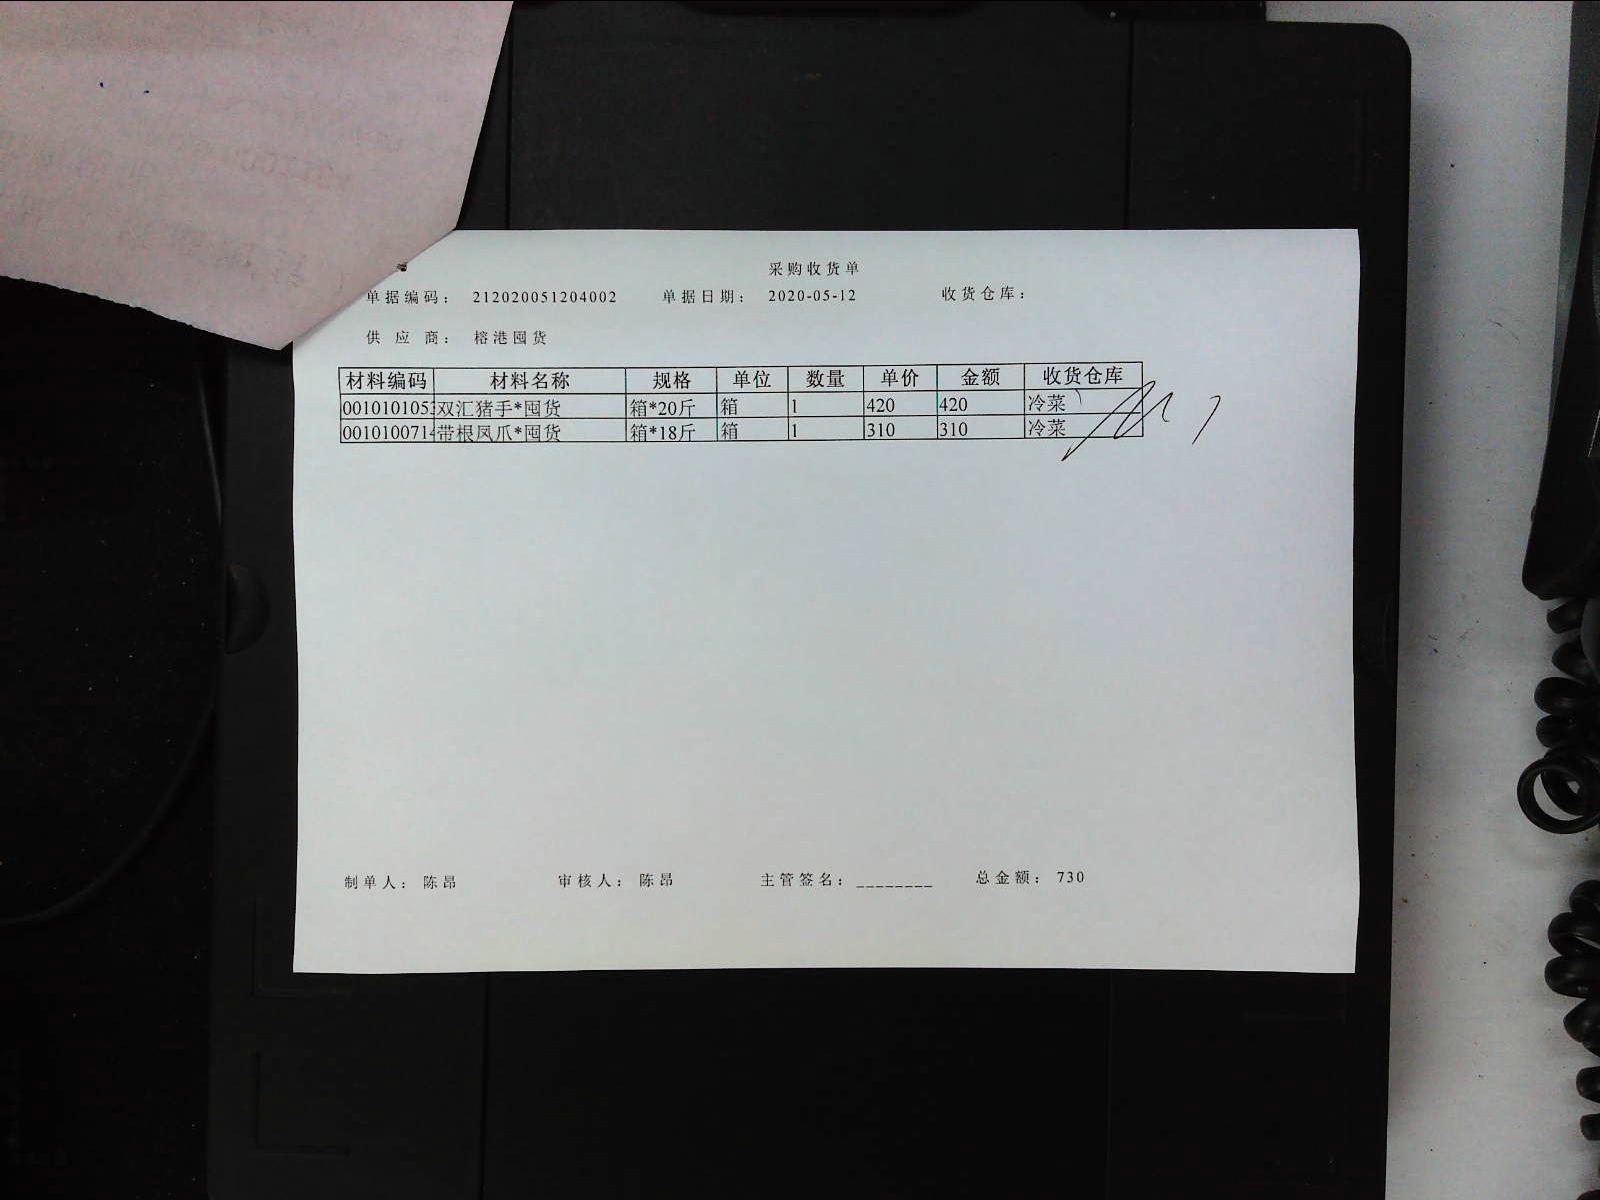 采购收货单
单据编码： 212020051204002 单据日期： 2020-05-12 收货仓库：
供 应 商： 榕港囤货
材料编码 材料名称 规格 单位 数量 单价 金额 收货仓库
0010101053 双汇猪手*囤货 箱*20斤 箱 1 420 420 冷菜
0010100714 带根凤爪*囤货 箱*18斤 箱 1 310 310 冷菜
制单人： 陈昂 审核人： 陈昂 主管签名：________ 总金额： 730